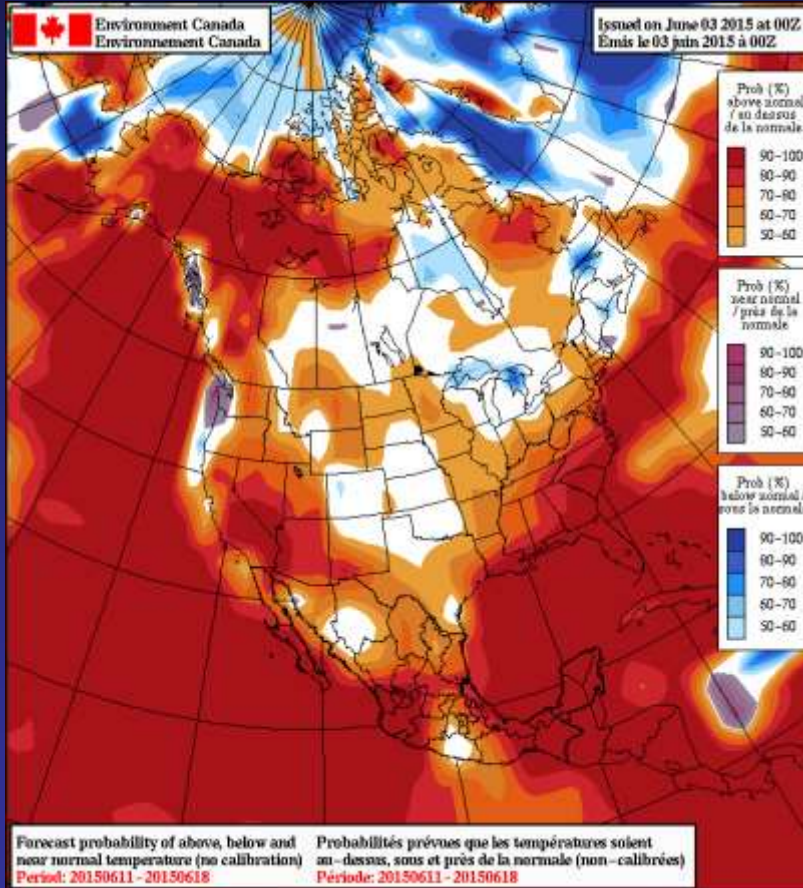 Environment Canada
Environnement Canada
Issued on June 03 2015 at 00Z
Émis le 03 juin 2015 à 00Z
Prob (%)
above normal
/ au dessus
de la normale
90-100
80-90
70-80
60-70
50-60
Prob (%)
near normal
/ près de la
normale
90-100
80-90
70-80
60-70
50-60
Prob (%)
below normal
sous la normale
90-100
80-90
70-80
60-70
50-60
Forecast probability of above, below and
near normal temperature (no calibration)
Period: 20150611-20150618
Probabilités prévues que les températures soient
au-dessus, sous et près de la normale (non-calibrées)
Période: 20150611-20150618